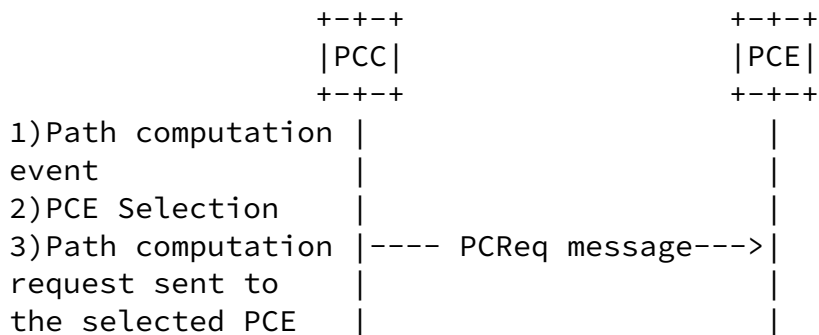 +-+-+                 +-+-+
                     |PCC|                 |PCE|
                     +-+-+                 +-+-+
1)Path computation |                         |
event              |                         |
2)PCE Selection    |                         |
3)Path computation |---- PCReq message--->|
request sent to    |                         |
the selected PCE   |                         |